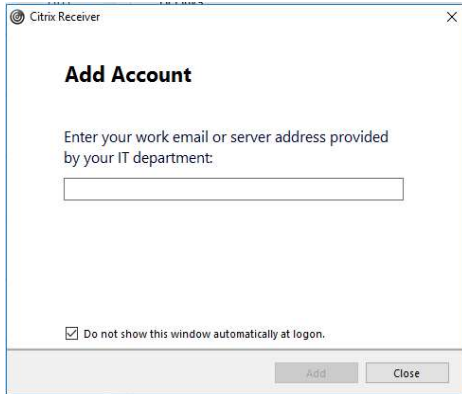 Citrix Receiver
Add Account
Enter your work email or server address provided
by your IT department:
Do not show this window automatically at logon.
Add
Close